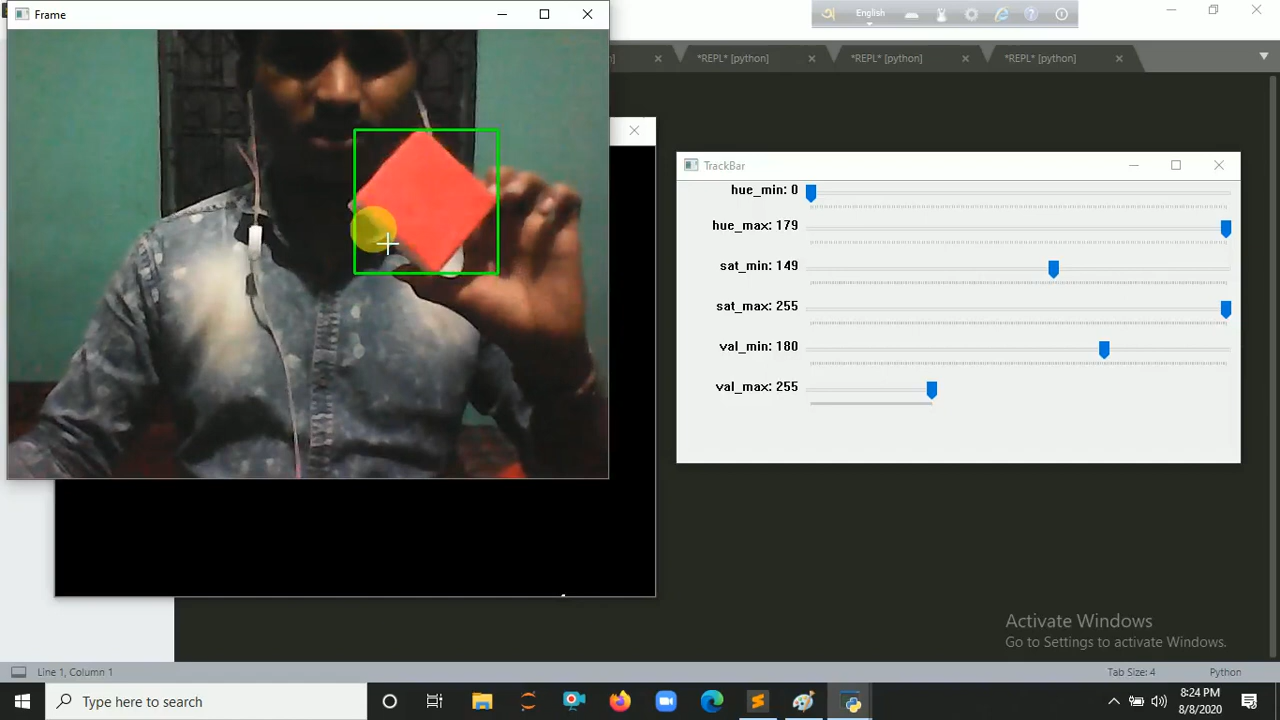 Frame
English
*REPL* [python]
*REPL* [python]
*REPL* [python]
TrackBar
hue_min: 0
hue_max: 179
sat_min: 149
sat_max: 255
val_min: 180
val_max: 255
Activate Windows
Go to Settings to activate Windows.
Line 1, Column 1
Tab Size: 4
Python
Type here to search
8:24 PM
8/8/2020